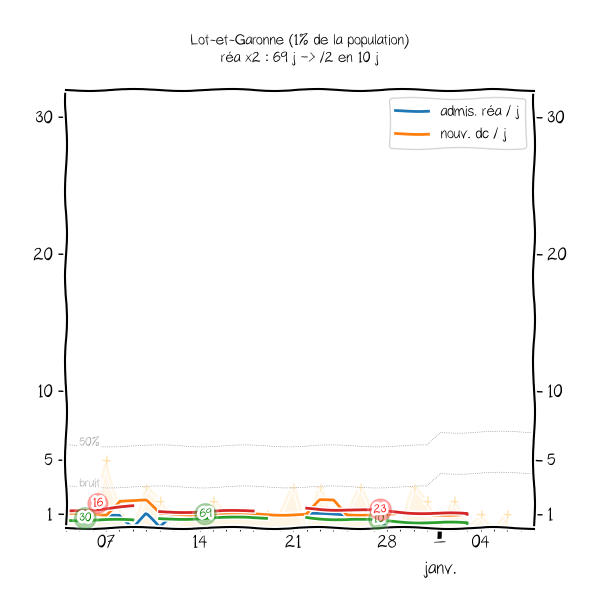 Lot-et-Garonne (1% de la population)
réa x2 : 69 j -> /2 en 10 j
admis. réa / j
nouv. dc / j
30 30
20 20
10 10
5 5
1 1
50%
bruit
16
30
69
23
10
07 14 21 28 1 04
janv.